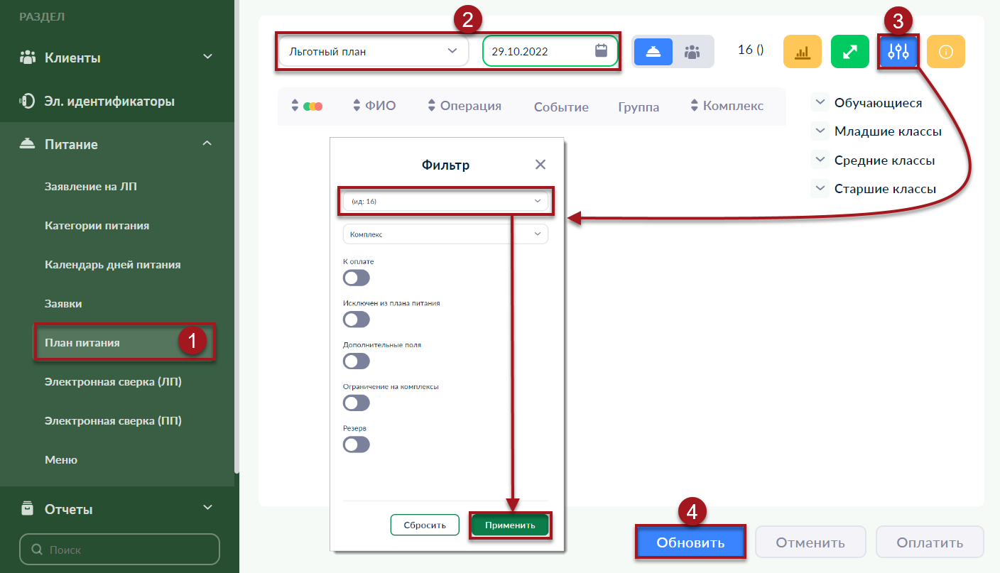 РАЗДЕЛ
Клиенты
Эл. идентификаторы
Питание
Заявление на ЛП
Категории питания
Календарь дней питания
Заявки
План питания
1
Электронная сверка (ЛП)
Электронная сверка (ПП)
Меню
Отчеты
Поиск
2
3
Льготный план
29.10.2022
16 ()
ФИО
Операция
Событие
Группа
Комплекс
Обучающиеся
Младшие классы
Средние классы
Старшие классы
Фильтр
(ид: 16)
Комплекс
К оплате
Исключен из плана питания
Дополнительные поля
Ограничение на комплексы
Резерв
Сбросить
Применить
4
Обновить
Отменить
Оплатить